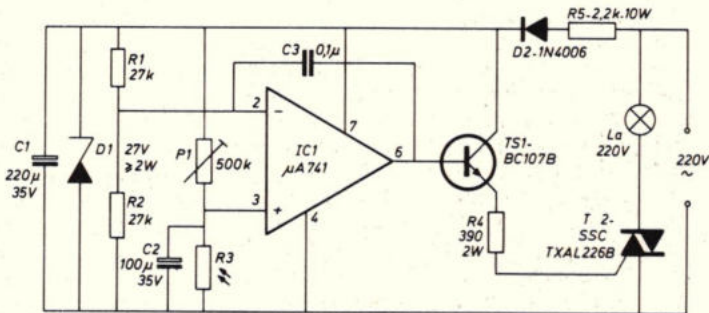 R5-2,2k-10W
C3
0,1µ
D2-1N4006
R1
27k
2
−
7
La
220V
220V
~
C1
220µ
35V
D1
27V
⩾2W
P1
500k
IC1
µA741
6
TS1-
BC107B
R2
27k
3
+
4
R4
390
2W
T 2-
SSC
TXAL226B
C2
100µ
35V
R3